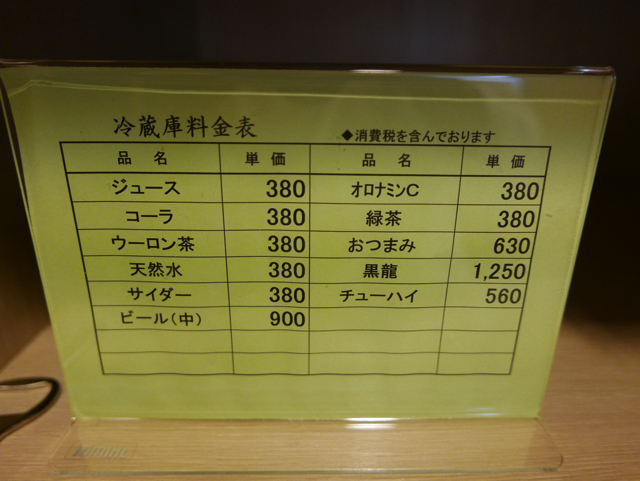 冷蔵庫料金表
◆消費税を含んでおります
品名 単価 品名 単価
ジュース 380 オロナミンC 380
コーラ 380 緑茶 380
ウーロン茶 380 おつまみ 630
天然水 380 黒龍 1,250
サイダー 380 チューハイ 560
ビール(中) 900